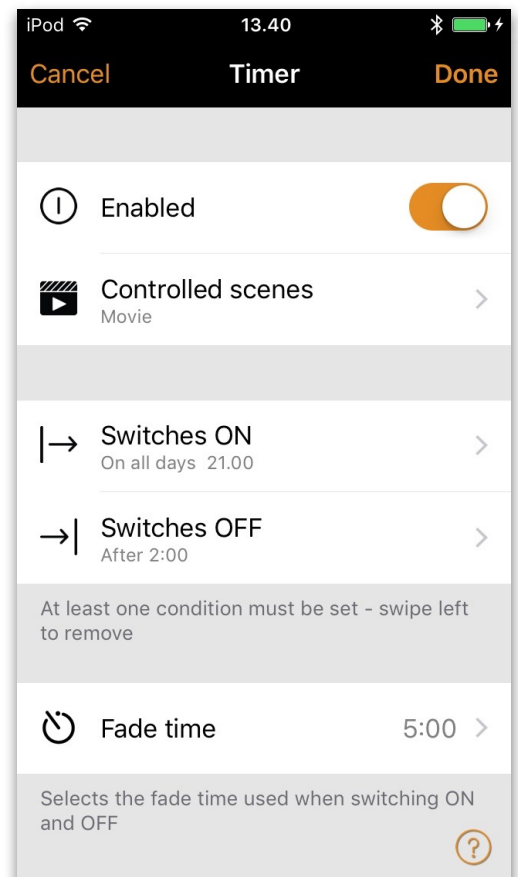 iPod 13.40
Cancel Timer Done
Enabled
Controlled scenes
Movie
Switches ON
On all days 21.00
Switches OFF
After 2:00
At least one condition must be set - swipe left
to remove
Fade time 5:00
Selects the fade time used when switching ON
and OFF
?